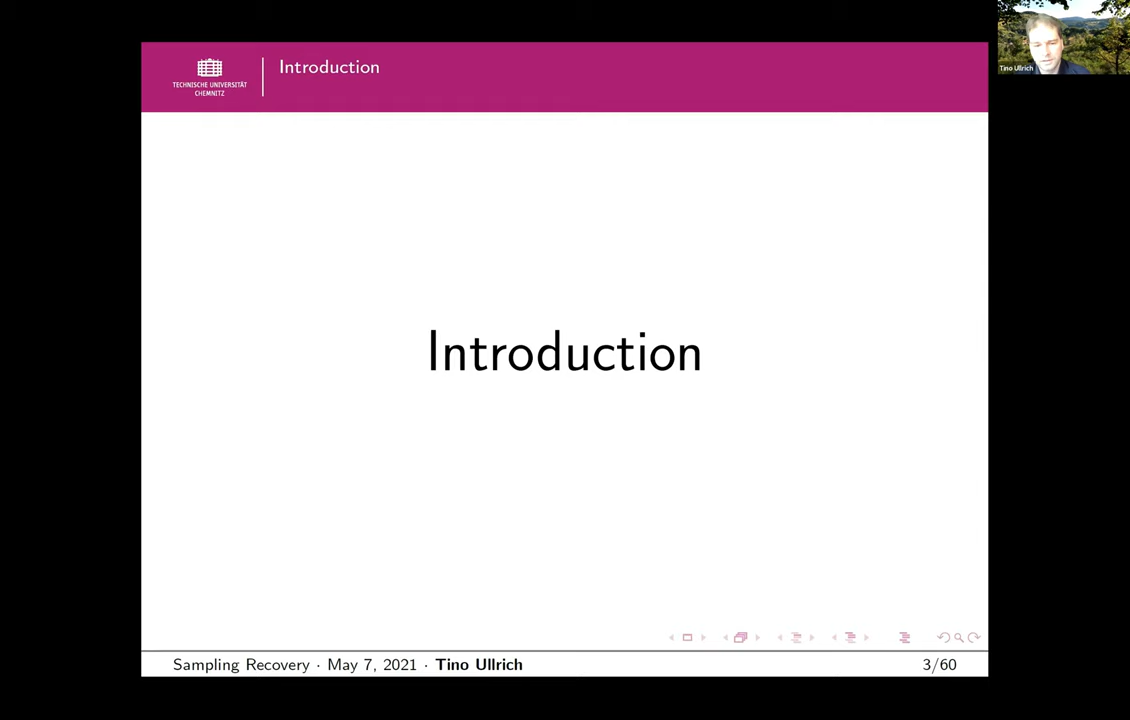 Introduction
TECHNISCHE UNIVERSITÄT
CHEMNITZ
Tino Ullrich
Introduction
Sampling Recovery · May 7, 2021 · Tino Ullrich
3/60